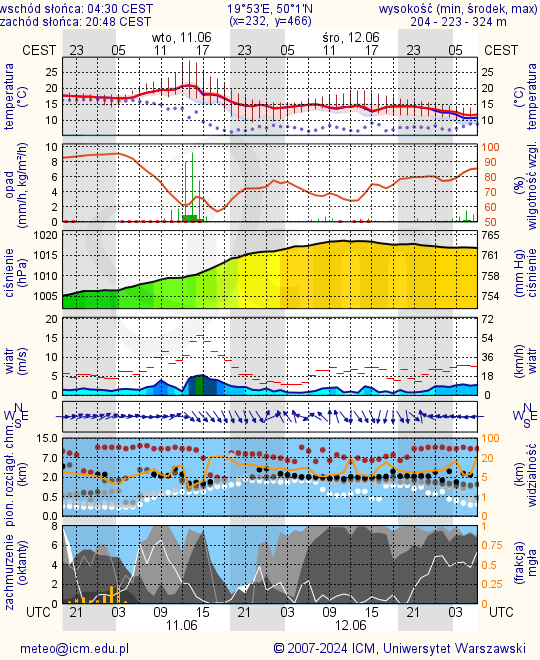 wschód słońca: 04:30 CEST 19°53'E, 50°1'N wysokość (min, środek, max)
zachód słońca: 20:48 CEST (x=232, y=466) 204 - 223 - 324 m
wto, 11.06 śro, 12.06
CEST 23 05 11 17 23 05 11 17 23 05 CEST
temperatura
(°C)
25
20
15
10
25
20
15
10
(°C)
temperatura
opad
(mm/h, kg/m²/h)
10
8
6
4
2
0
100
90
80
70
60
50
(%)
wilgotność wzgl.
ciśnienie
(hPa)
1020
1015
1010
1005
765
761
758
754
(mm Hg)
ciśnienie
wiatr
(m/s)
20
15
10
5
0
72
54
36
18
0
(km/h)
wiatr
N
W E
S
N
W E
S
pion. rozciągł. chm.
(km)
15.0
7.0
2.0
0.5
0.0
100
20
5
1
0
(km)
widzialność
zachmurzenie
(oktanty)
8
6
4
2
0
1
0.75
0.5
0.25
0
(frakcja)
mgła
UTC 21 03 09 15 21 03 09 15 21 03 UTC
11.06 12.06
meteo@icm.edu.pl © 2007-2024 ICM, Uniwersytet Warszawski